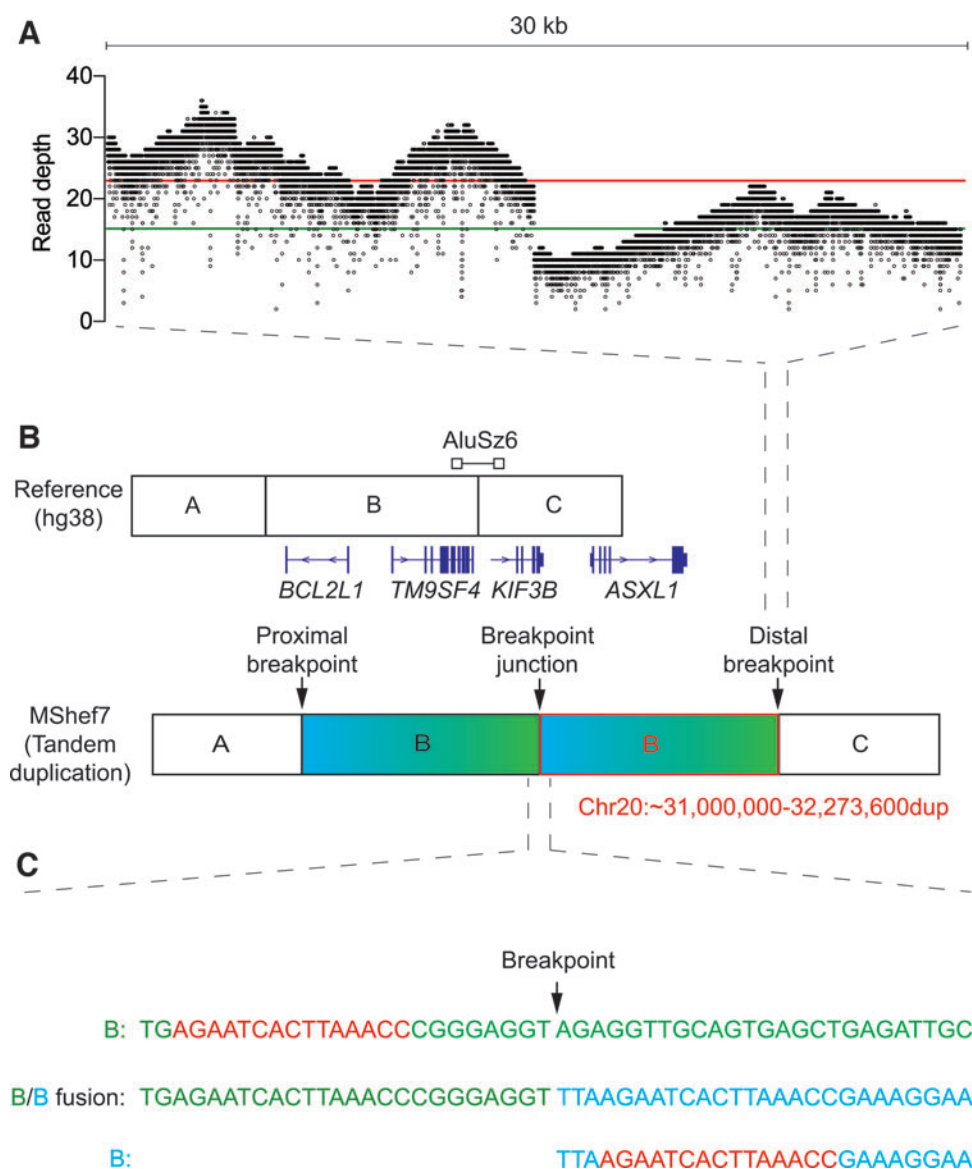 A
30 kb
Read depth
40
30
20
10
0
B
AluSz6
Reference
(hg38)
A
B
C
BCL2L1
TM9SF4
KIF3B
ASXL1
Proximal
breakpoint
Breakpoint
junction
Distal
breakpoint
MShef7
(Tandem
duplication)
A
B
B
C
Chr20:~31,000,000-32,273,600dup
C
Breakpoint
B: TGAGAATCACTTAAACCCGGGAGGT AGAGGTTGCAGTGAGCTGAGATTGC
B/B fusion: TGAGAATCACTTAAACCCGGGAGGT TTAAGAATCACTTAAACCGAAAGGAA
B: TTAAGAATCACTTAAACCGAAAGGAA